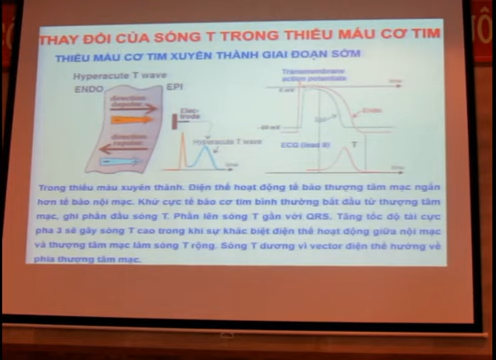 THAY ĐỔI CỦA SÓNG T TRONG THIẾU MÁU CƠ TIM
THIẾU MÁU CƠ TIM XUYÊN THÀNH GIAI ĐOẠN SỚM
Hyperacute T wave
ENDO
EPI
direction
direction
Elec-
trode
Hyperacute T wave
Transmembrane
action potentials
0 mV
Endo
ECG (lead II)
T
Trong thiếu máu xuyên thành. Điện thế hoạt động tế bào thượng tâm mạc ngắn
hơn tế bào nội mạc. Khử cực tế bào cơ tim bình thường bắt đầu từ thượng tâm
mạc, ghi phần đầu sóng T. Phần lên sóng T gần với QRS. Tăng tốc độ tái cực
pha 3 sẽ gây sóng T cao trong khi sự khác biệt điện thế hoạt động giữa nội mạc
và thượng tâm mạc làm sóng T rộng. Sóng T dương vì vector điện thế hướng về
phía thượng tâm mạc.